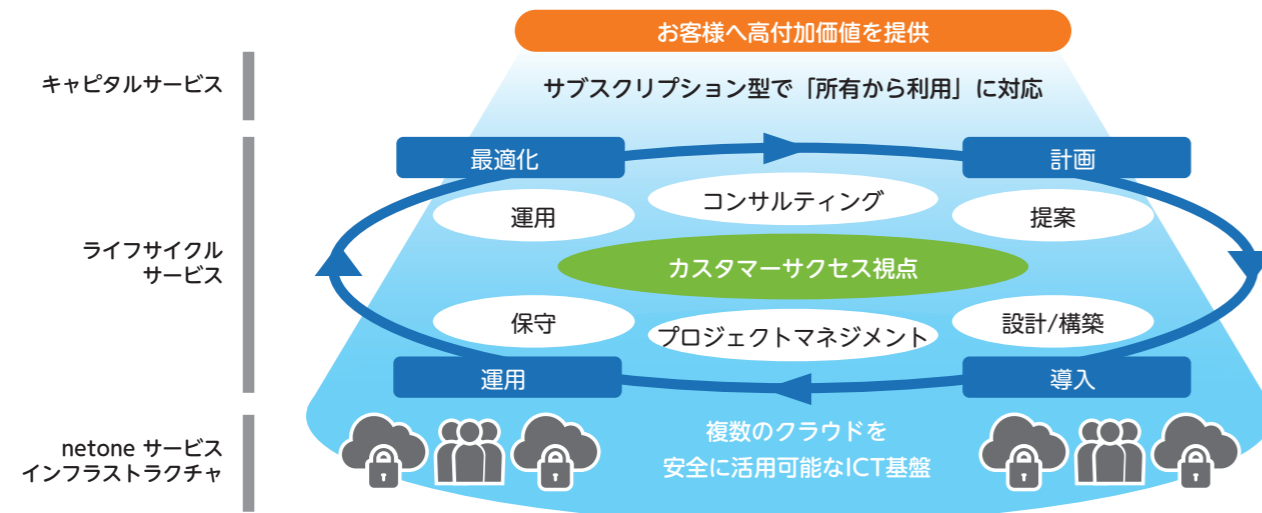 お客様へ高付加価値を提供
キャピタルサービス
サブスクリプション型で「所有から利用」に対応
最適化
計画
運用
コンサルティング
提案
ライフサイクル
サービス
カスタマーサクセス視点
保守
プロジェクトマネジメント
設計/構築
運用
導入
netone サービス
インフラストラクチャ
複数のクラウドを
安全に活用可能なICT基盤